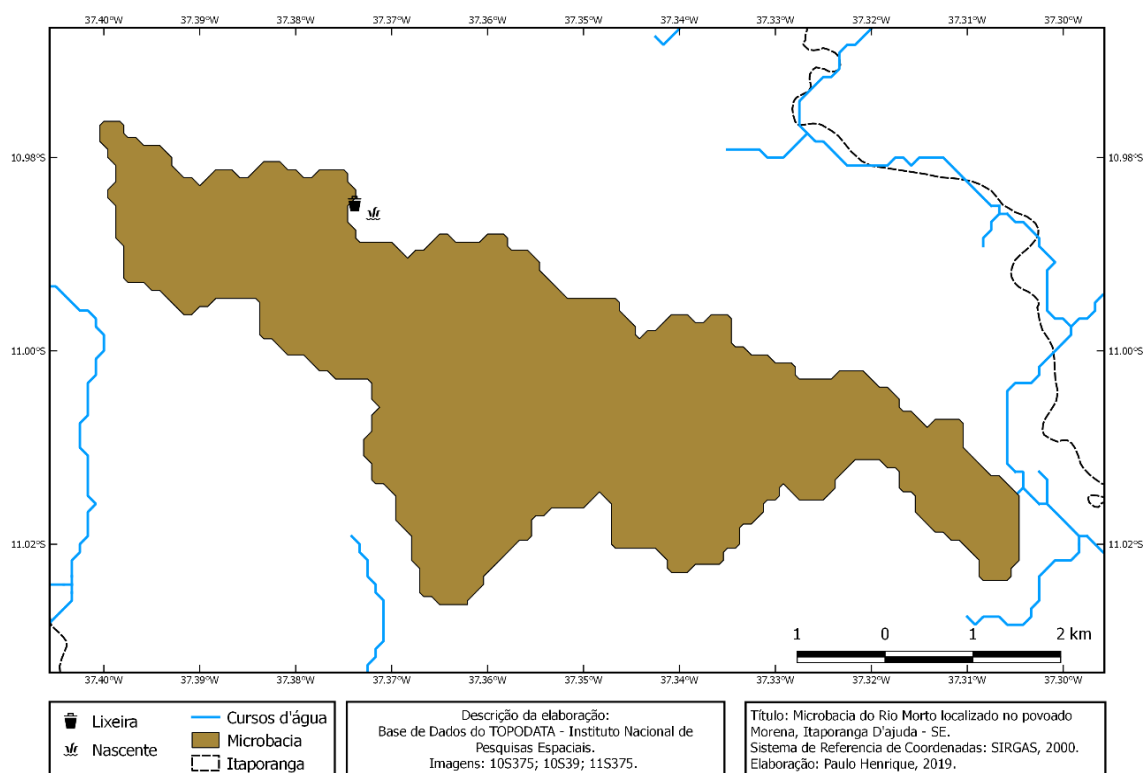 37.40°W 37.39°W 37.38°W 37.37°W 37.36°W 37.35°W 37.34°W 37.33°W 37.32°W 37.31°W 37.30°W
10.98°S 10.98°S
11.00°S 11.00°S
11.02°S 11.02°S
1 0 1 2 km
37.40°W 37.39°W 37.38°W 37.37°W 37.36°W 37.35°W 37.34°W 37.33°W 37.32°W 37.31°W 37.30°W
Lixeira
Nascente
Cursos d'água
Microbacia
Itaporanga
Descrição da elaboração:
Base de Dados do TOPODATA - Instituto Nacional de
Pesquisas Espaciais.
Imagens: 10S375; 10S39; 11S375.
Título: Microbacia do Rio Morto localizado no povoado
Morena, Itaporanga D'ajuda - SE.
Sistema de Referencia de Coordenadas: SIRGAS, 2000.
Elaboração: Paulo Henrique, 2019.